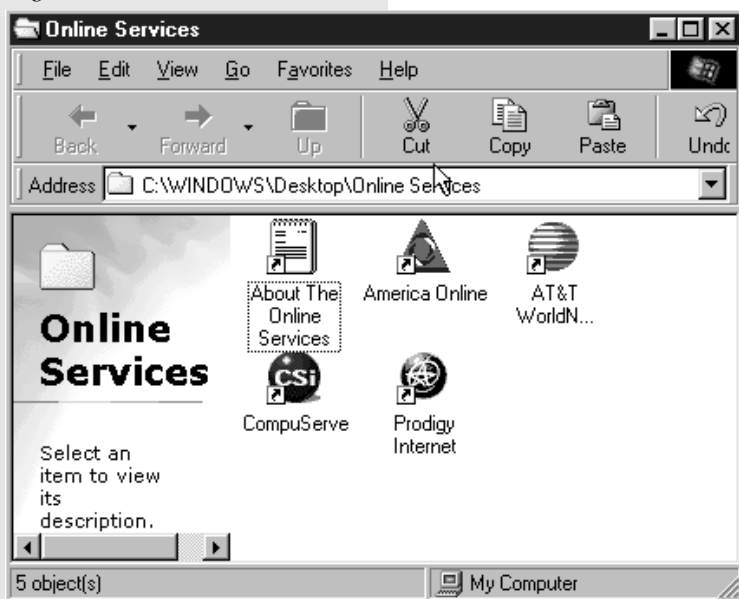 Online Services
File Edit View Go Favorites Help
Back Forward Up Cut Copy Paste Undo
Address C:\WINDOWS\Desktop\Online Services
About The
Online
Services
America Online
AT&T
WorldN...
CSi
CompuServe
Prodigy
Internet
Online
Services
Select an
item to view
its
description.
5 object(s) My Computer